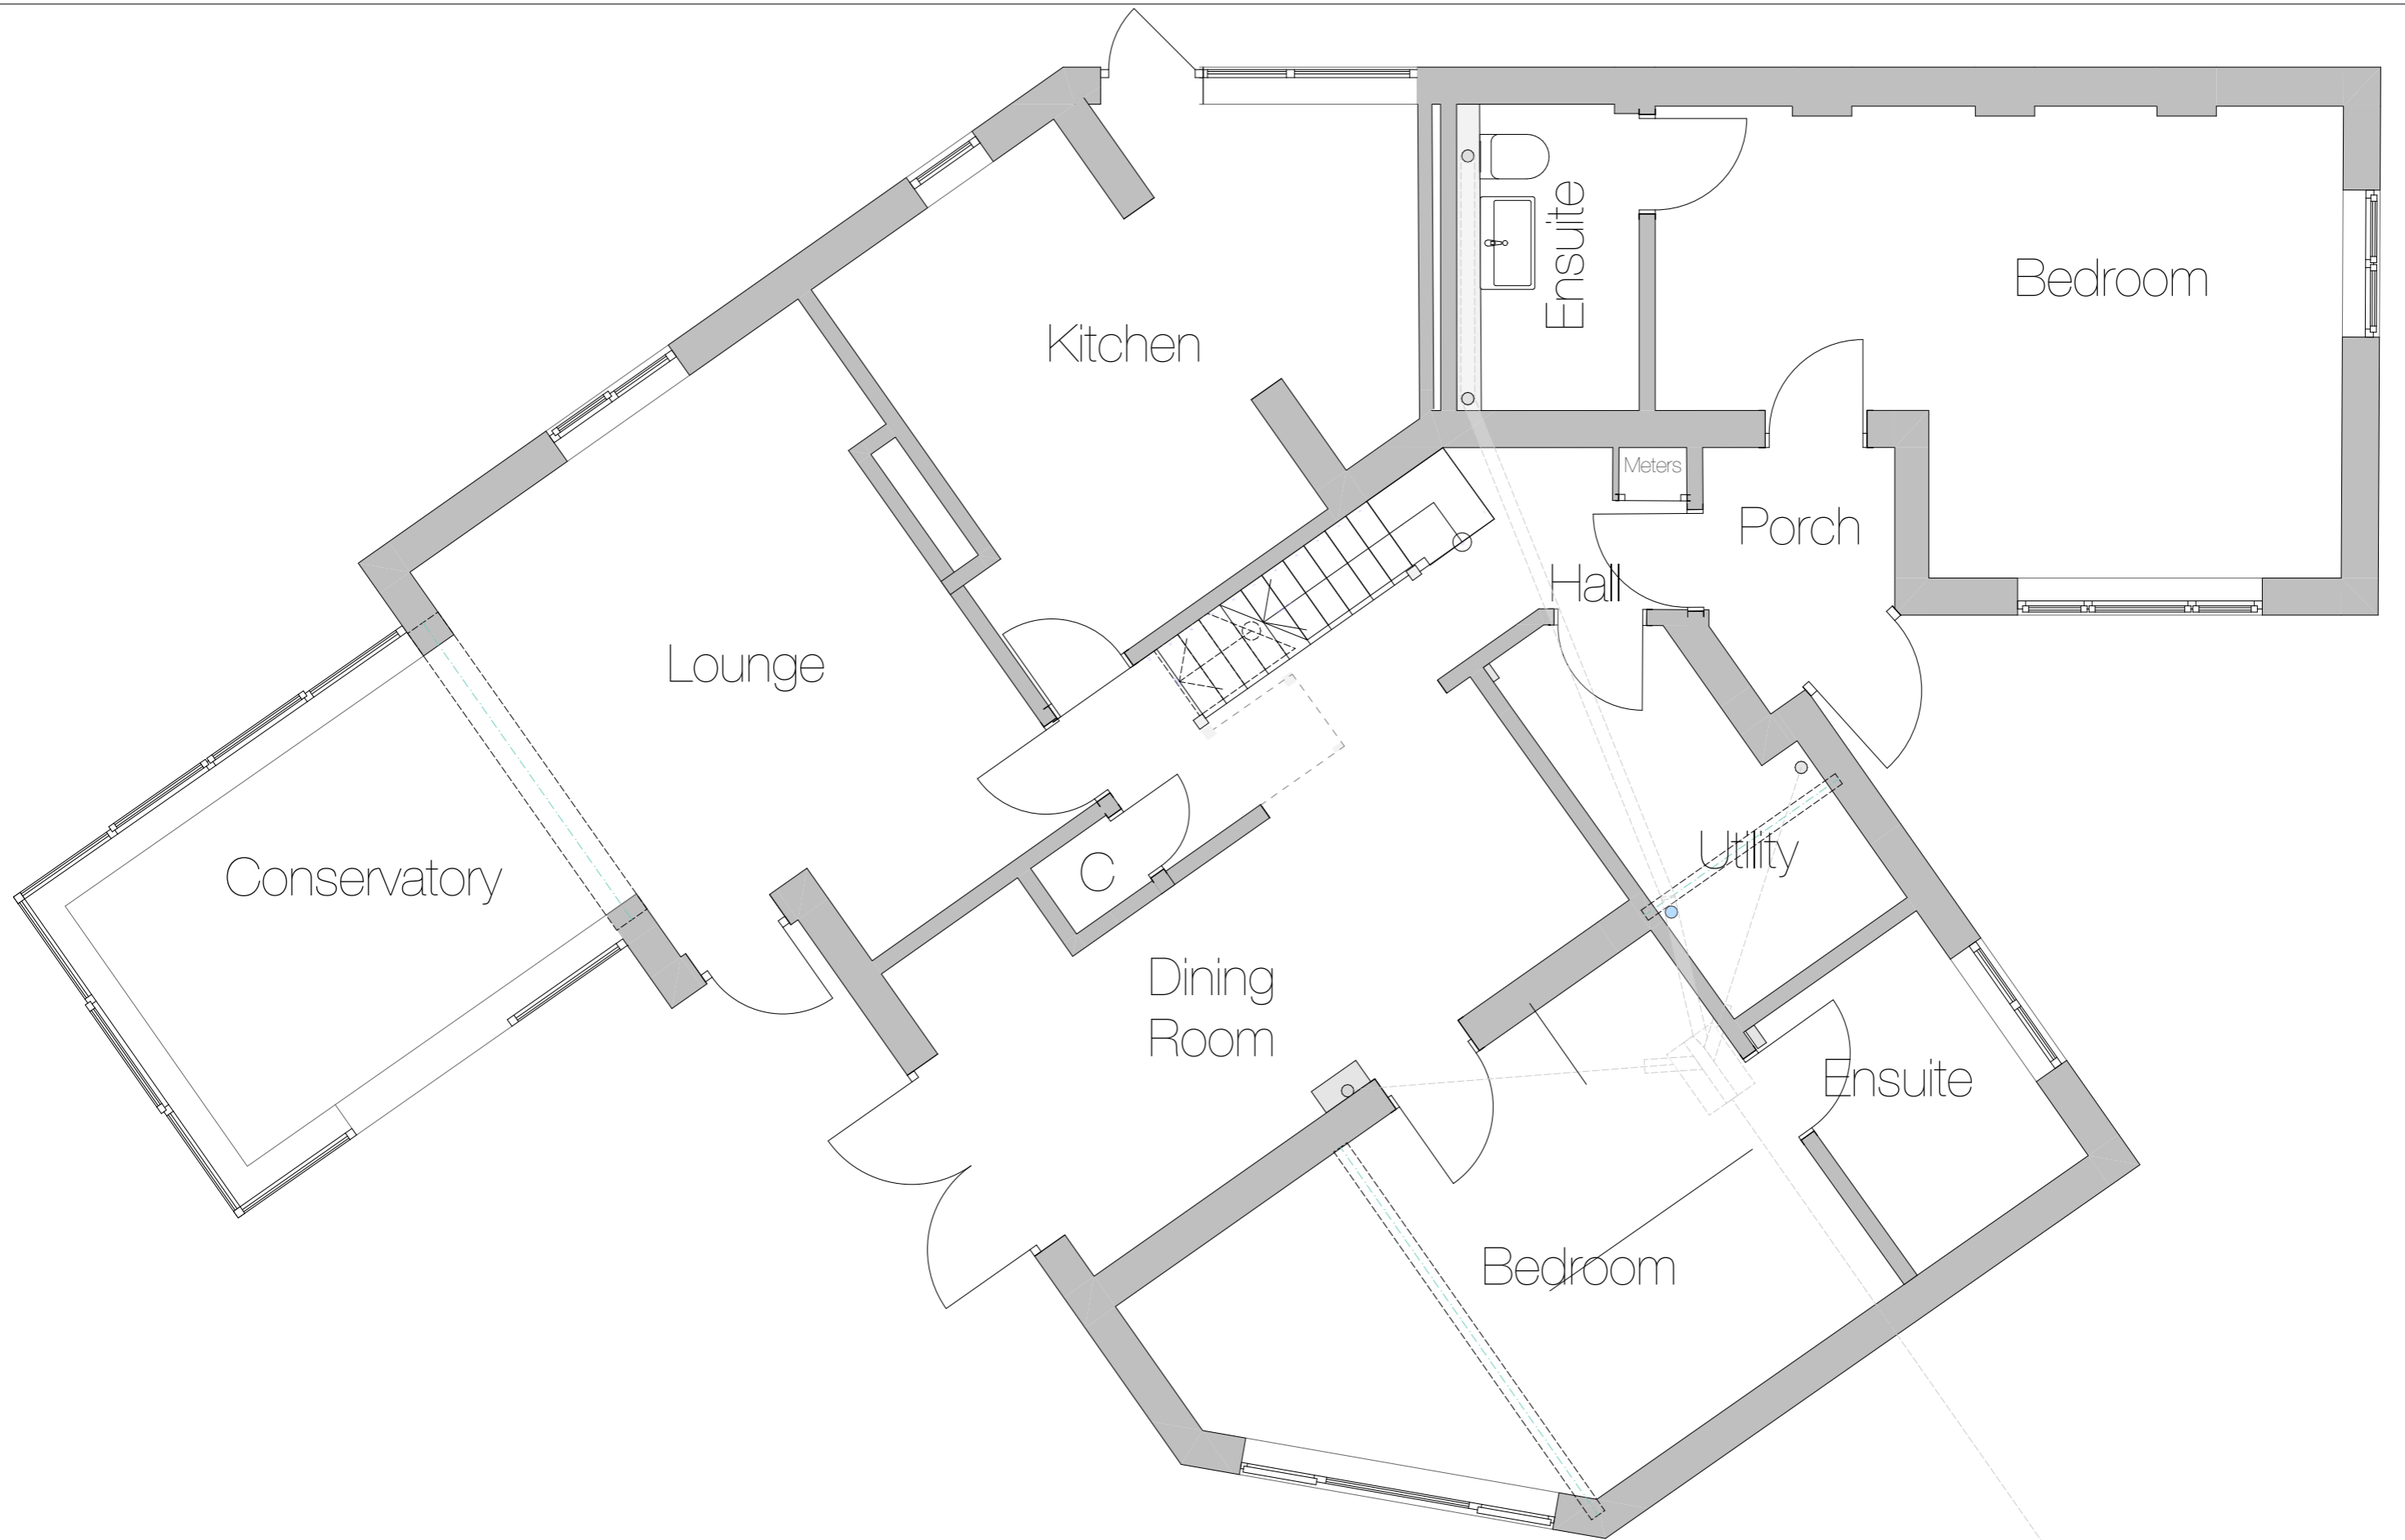 Ensuite
Bedroom
Kitchen
Meters
Porch
Hall
Lounge
Utility
Conservatory
C
Dining
Room
Ensuite
Bedroom